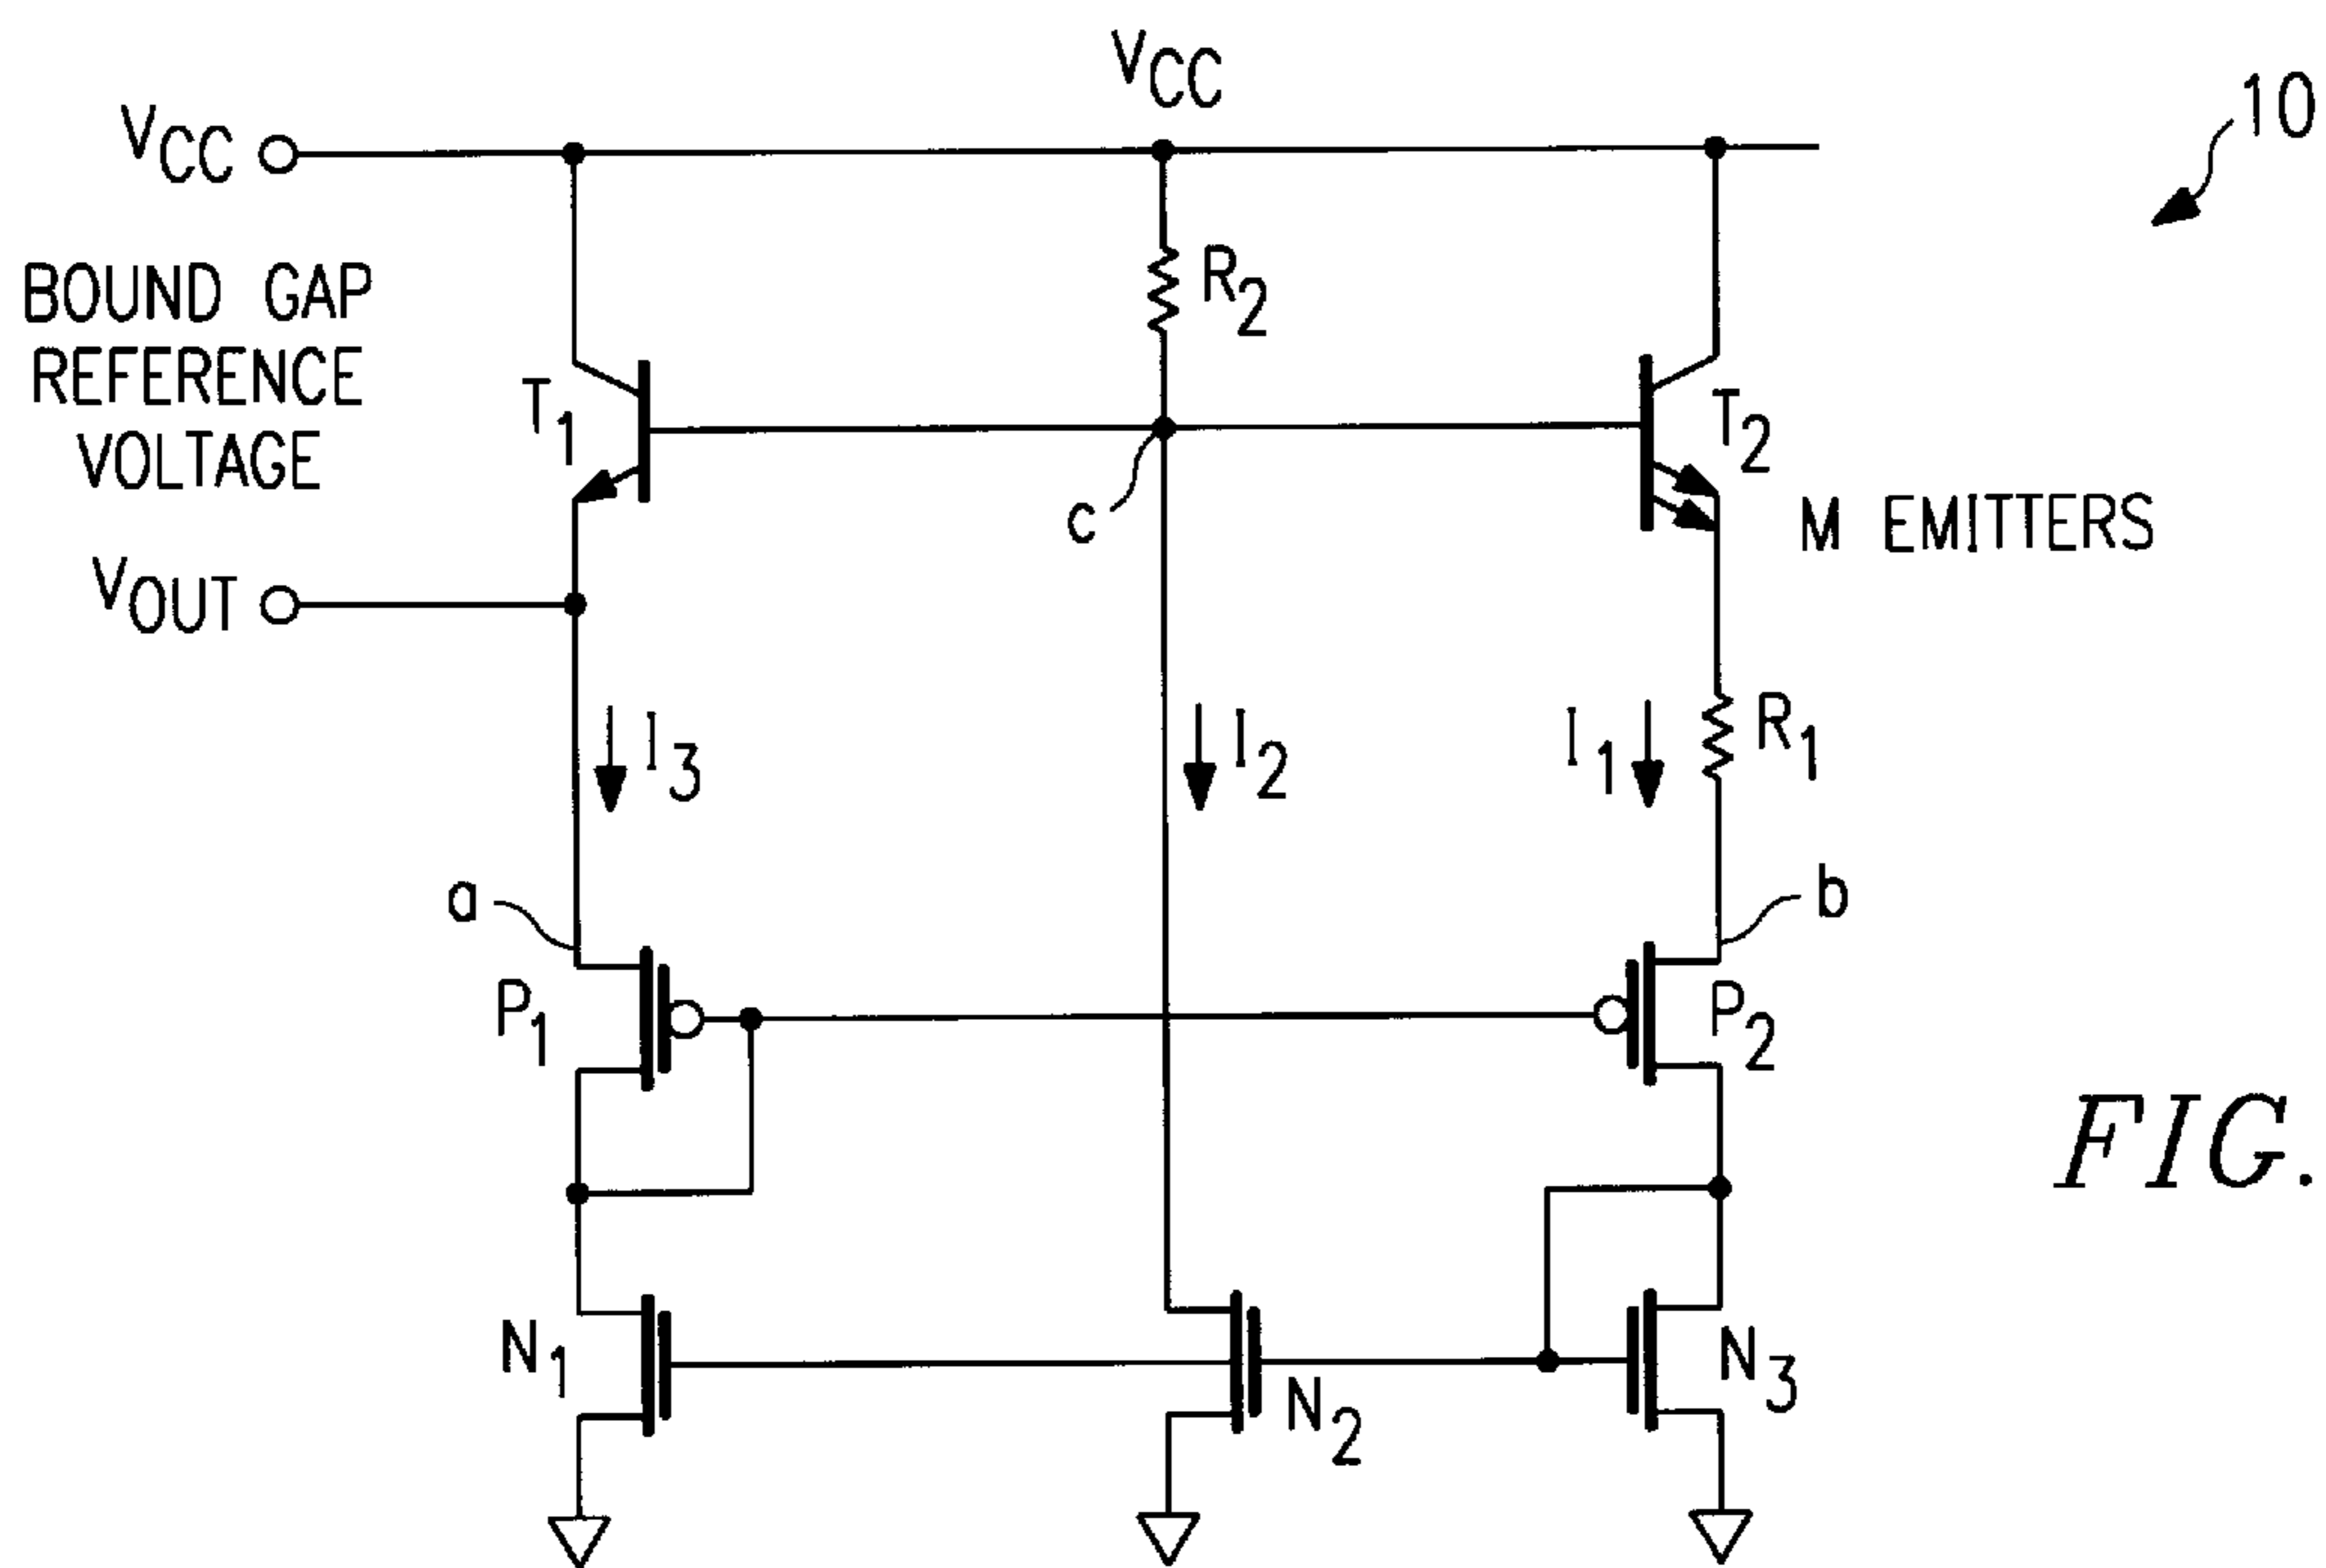 VCC
VCC
10
BOUND GAP
REFERENCE
VOLTAGE
R2
T1
T2
c
M EMITTERS
VOUT
I3
I2
I1
R1
a
b
P1
P2
FIG.
N1
N2
N3